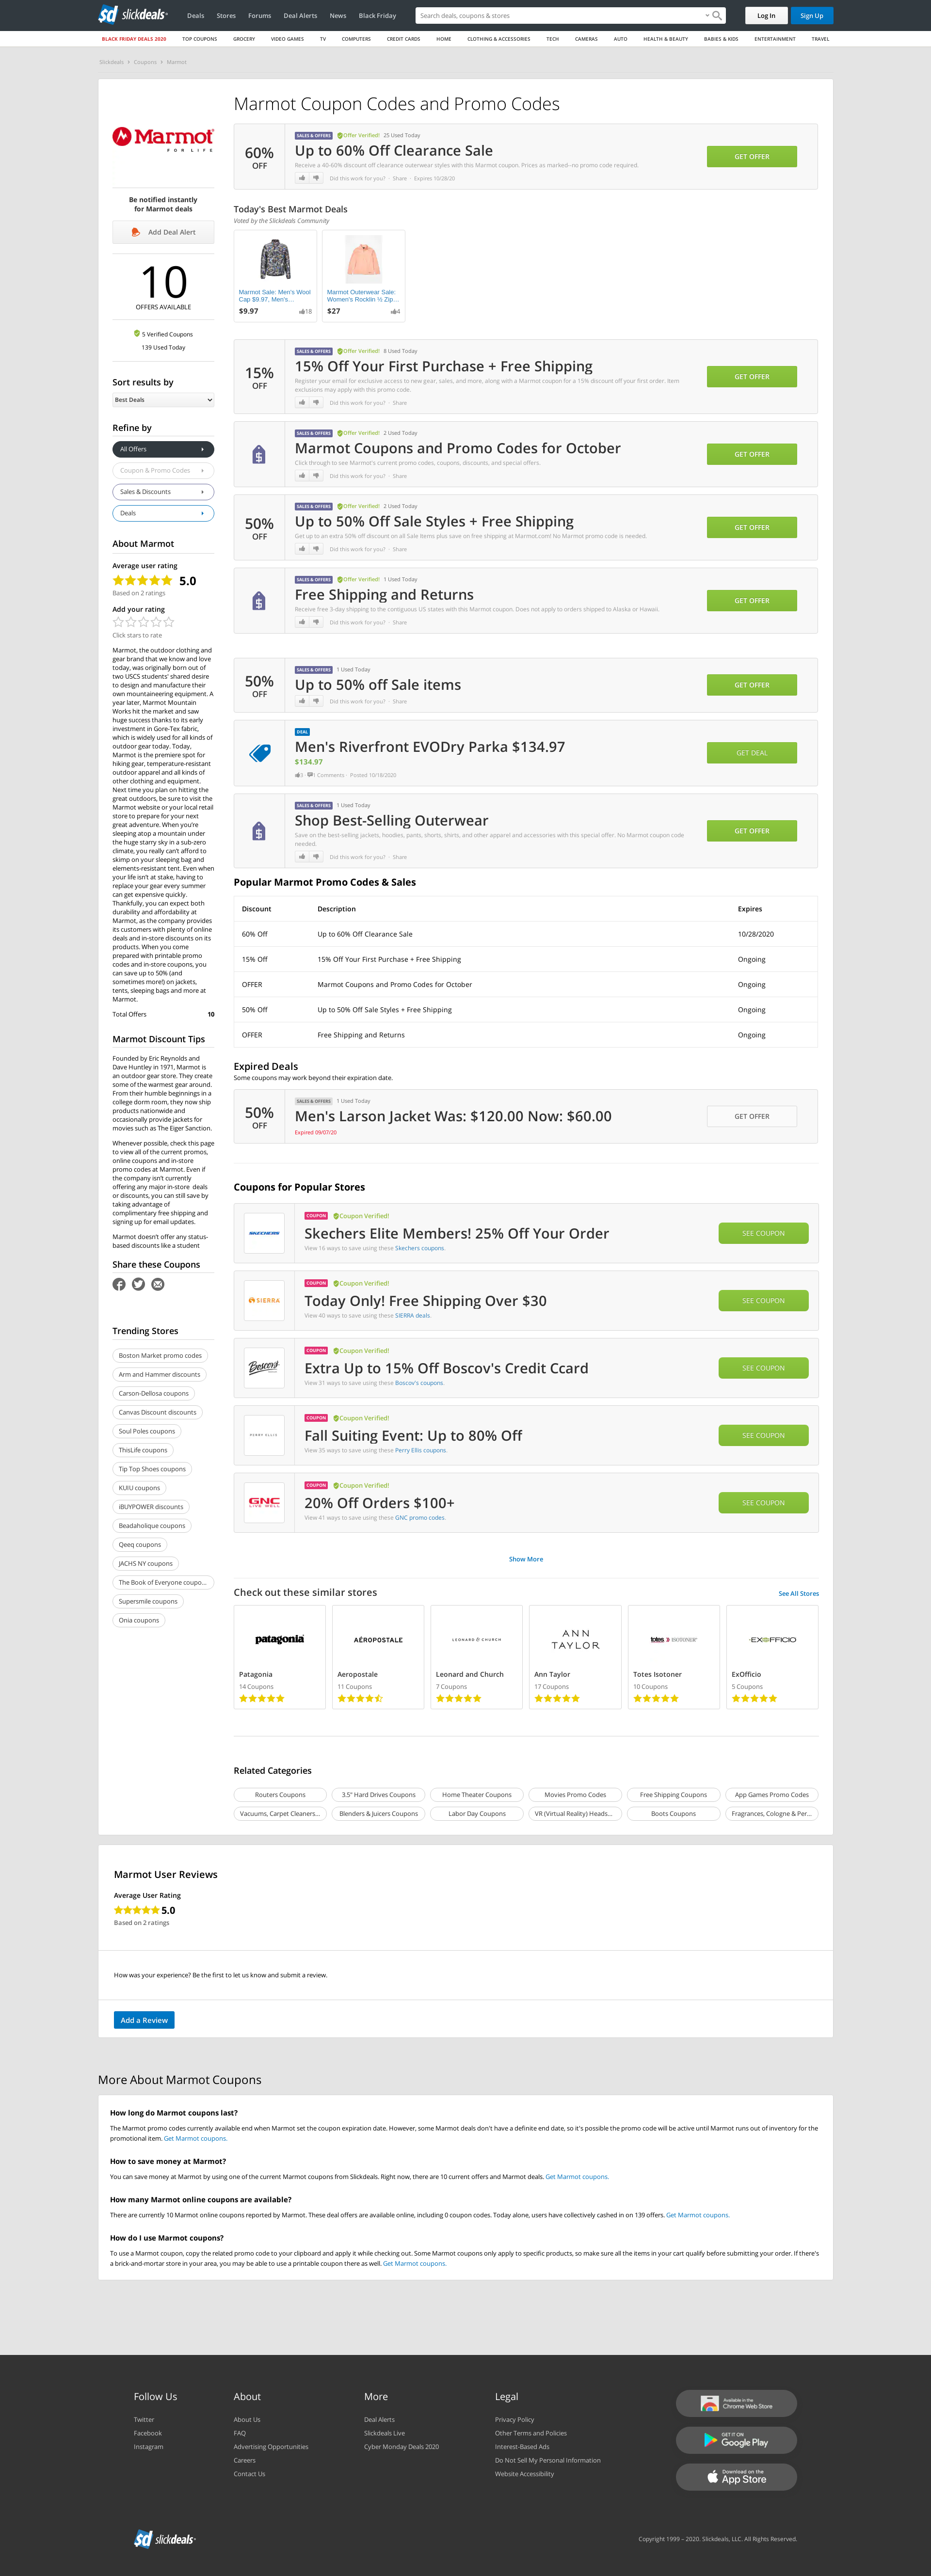 sd slickdeals
Deals
Stores
Forums
Deal Alerts
News
Black Friday
Search deals, coupons & stores
Log In
Sign Up
BLACK FRIDAY DEALS 2020
TOP COUPONS
GROCERY
VIDEO GAMES
TV
COMPUTERS
CREDIT CARDS
HOME
CLOTHING & ACCESSORIES
TECH
CAMERAS
AUTO
HEALTH & BEAUTY
BABIES & KIDS
ENTERTAINMENT
TRAVEL
Slickdeals › Coupons › Marmot
Marmot
FOR LIFE
Be notified instantly
for Marmot deals
Add Deal Alert
10
OFFERS AVAILABLE
5 Verified Coupons
139 Used Today
Sort results by
Best Deals
Refine by
All Offers
Coupon & Promo Codes
Sales & Discounts
Deals
About Marmot
Average user rating
5.0
Based on 2 ratings
Add your rating
Click stars to rate
Marmot, the outdoor clothing and
gear brand that we know and love
today, was originally born out of
two USCS students' shared desire
to design and manufacture their
own mountaineering equipment. A
year later, Marmot Mountain
Works hit the market and saw
huge success thanks to its early
investment in Gore-Tex fabric,
which is widely used for all kinds of
outdoor gear today. Today,
Marmot is the premiere spot for
hiking gear, temperature-resistant
outdoor apparel and all kinds of
other clothing and equipment.
Next time you plan on hitting the
great outdoors, be sure to visit the
Marmot website or your local retail
store to prepare for your next
great adventure. When you're
sleeping atop a mountain under
the huge starry sky in a sub-zero
climate, you really can't afford to
skimp on your sleeping bag and
elements-resistent tent. Even when
your life isn't at stake, having to
replace your gear every summer
can get expensive quickly.
Thankfully, you can expect both
durability and affordability at
Marmot, as the company provides
its customers with plenty of online
deals and in-store discounts on its
products. When you come
prepared with printable promo
codes and in-store coupons, you
can save up to 50% (and
sometimes more!) on jackets,
tents, sleeping bags and more at
Marmot.
Total Offers 10
Marmot Discount Tips
Founded by Eric Reynolds and
Dave Huntley in 1971, Marmot is
an outdoor gear store. They create
some of the warmest gear around.
From their humble beginnings in a
college dorm room, they now ship
products nationwide and
occasionally provide jackets for
movies such as The Eiger Sanction.
Whenever possible, check this page
to view all of the current promos,
online coupons and in-store
promo codes at Marmot. Even if
the company isn't currently
offering any major in-store deals
or discounts, you can still save by
taking advantage of
complimentary free shipping and
signing up for email updates.
Marmot doesn't offer any status-
based discounts like a student
Share these Coupons
Trending Stores
Boston Market promo codes
Arm and Hammer discounts
Carson-Dellosa coupons
Canvas Discount discounts
Soul Poles coupons
ThisLife coupons
Tip Top Shoes coupons
KUIU coupons
iBUYPOWER discounts
Beadaholique coupons
Qeeq coupons
JACHS NY coupons
The Book of Everyone coupo...
Supersmile coupons
Onia coupons
Marmot Coupon Codes and Promo Codes
60%
OFF
SALES & OFFERS Offer Verified! 25 Used Today
Up to 60% Off Clearance Sale
Receive a 40-60% discount off clearance outerwear styles with this Marmot coupon. Prices as marked--no promo code required.
Did this work for you? · Share · Expires 10/28/20
GET OFFER
Today's Best Marmot Deals
Voted by the Slickdeals Community
Marmot Sale: Men's Wool
Cap $9.97, Men's...
$9.97 18
Marmot Outerwear Sale:
Women's Rocklin ½ Zip...
$27 4
15%
OFF
SALES & OFFERS Offer Verified! 8 Used Today
15% Off Your First Purchase + Free Shipping
Register your email for exclusive access to new gear, sales, and more, along with a Marmot coupon for a 15% discount off your first order. Item
exclusions may apply with this promo code.
Did this work for you? · Share
GET OFFER
SALES & OFFERS Offer Verified! 2 Used Today
Marmot Coupons and Promo Codes for October
Click through to see Marmot's current promo codes, coupons, discounts, and special offers.
Did this work for you? · Share
GET OFFER
50%
OFF
SALES & OFFERS Offer Verified! 2 Used Today
Up to 50% Off Sale Styles + Free Shipping
Get up to an extra 50% off discount on all Sale Items plus save on free shipping at Marmot.com! No Marmot promo code is needed.
Did this work for you? · Share
GET OFFER
SALES & OFFERS Offer Verified! 1 Used Today
Free Shipping and Returns
Receive free 3-day shipping to the contiguous US states with this Marmot coupon. Does not apply to orders shipped to Alaska or Hawaii.
Did this work for you? · Share
GET OFFER
50%
OFF
SALES & OFFERS 1 Used Today
Up to 50% off Sale items
Did this work for you? · Share
GET OFFER
DEAL
Men's Riverfront EVODry Parka $134.97
$134.97
3 · 1 Comments · Posted 10/18/2020
GET DEAL
SALES & OFFERS 1 Used Today
Shop Best-Selling Outerwear
Save on the best-selling jackets, hoodies, pants, shorts, shirts, and other apparel and accessories with this special offer. No Marmot coupon code
needed.
Did this work for you? · Share
GET OFFER
Popular Marmot Promo Codes & Sales
Discount Description Expires
60% Off Up to 60% Off Clearance Sale 10/28/2020
15% Off 15% Off Your First Purchase + Free Shipping Ongoing
OFFER Marmot Coupons and Promo Codes for October Ongoing
50% Off Up to 50% Off Sale Styles + Free Shipping Ongoing
OFFER Free Shipping and Returns Ongoing
Expired Deals
Some coupons may work beyond their expiration date.
50%
OFF
SALES & OFFERS 1 Used Today
Men's Larson Jacket Was: $120.00 Now: $60.00
Expired 09/07/20
GET OFFER
Coupons for Popular Stores
SKECHERS
COUPON Coupon Verified!
Skechers Elite Members! 25% Off Your Order
View 16 ways to save using these Skechers coupons.
SEE COUPON
SIERRA
COUPON Coupon Verified!
Today Only! Free Shipping Over $30
View 40 ways to save using these SIERRA deals.
SEE COUPON
Boscov's
COUPON Coupon Verified!
Extra Up to 15% Off Boscov's Credit Ccard
View 31 ways to save using these Boscov's coupons.
SEE COUPON
PERRY ELLIS
COUPON Coupon Verified!
Fall Suiting Event: Up to 80% Off
View 35 ways to save using these Perry Ellis coupons.
SEE COUPON
GNC
LIVE WELL
COUPON Coupon Verified!
20% Off Orders $100+
View 41 ways to save using these GNC promo codes.
SEE COUPON
Show More
Check out these similar stores
See All Stores
patagonia
Patagonia
14 Coupons
AÉROPOSTALE
Aeropostale
11 Coupons
LEONARD & CHURCH
Leonard and Church
7 Coupons
ANN
TAYLOR
Ann Taylor
17 Coupons
totes ISOTONER
Totes Isotoner
10 Coupons
EXOFFICIO
ExOfficio
5 Coupons
Related Categories
Routers Coupons
3.5" Hard Drives Coupons
Home Theater Coupons
Movies Promo Codes
Free Shipping Coupons
App Games Promo Codes
Vacuums, Carpet Cleaners...
Blenders & Juicers Coupons
Labor Day Coupons
VR (Virtual Reality) Heads...
Boots Coupons
Fragrances, Cologne & Per...
Marmot User Reviews
Average User Rating
5.0
Based on 2 ratings
How was your experience? Be the first to let us know and submit a review.
Add a Review
More About Marmot Coupons
How long do Marmot coupons last?
The Marmot promo codes currently available end when Marmot set the coupon expiration date. However, some Marmot deals don't have a definite end date, so it's possible the promo code will be active until Marmot runs out of inventory for the
promotional item. Get Marmot coupons.
How to save money at Marmot?
You can save money at Marmot by using one of the current Marmot coupons from Slickdeals. Right now, there are 10 current offers and Marmot deals. Get Marmot coupons.
How many Marmot online coupons are available?
There are currently 10 Marmot online coupons reported by Marmot. These deal offers are available online, including 0 coupon codes. Today alone, users have collectively cashed in on 139 offers. Get Marmot coupons.
How do I use Marmot coupons?
To use a Marmot coupon, copy the related promo code to your clipboard and apply it while checking out. Some Marmot coupons only apply to specific products, so make sure all the items in your cart qualify before submitting your order. If there's
a brick-and-mortar store in your area, you may be able to use a printable coupon there as well. Get Marmot coupons.
Follow Us
Twitter
Facebook
Instagram
About
About Us
FAQ
Advertising Opportunities
Careers
Contact Us
More
Deal Alerts
Slickdeals Live
Cyber Monday Deals 2020
Legal
Privacy Policy
Other Terms and Policies
Interest-Based Ads
Do Not Sell My Personal Information
Website Accessibility
Available in the
Chrome Web Store
GET IT ON
Google Play
Download on the
App Store
sd slickdeals
Copyright 1999 – 2020. Slickdeals, LLC. All Rights Reserved.